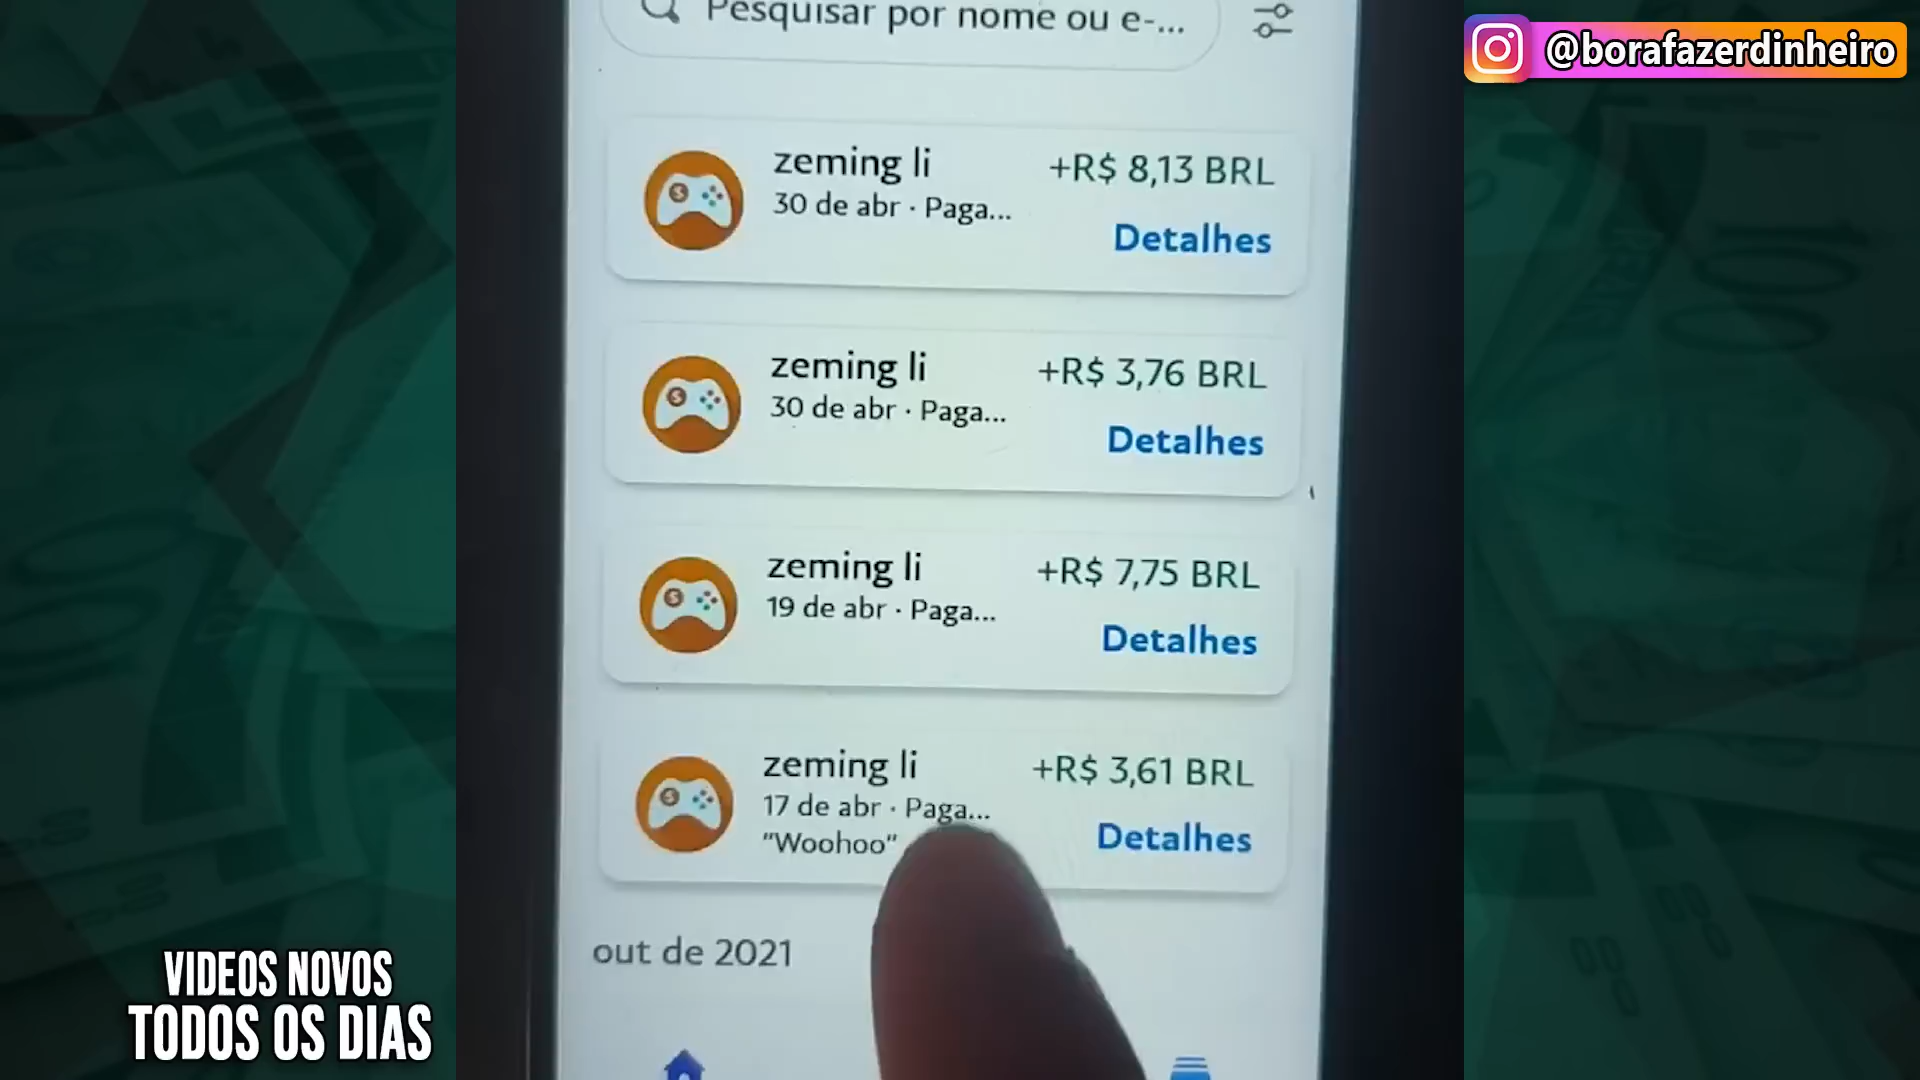 Pesquisar por nome ou e-...
@borafazerdinheiro
zeming li
+R$ 8,13 BRL
30 de abr · Paga...
Detalhes
zeming li
+R$ 3,76 BRL
30 de abr · Paga...
Detalhes
zeming li
+R$ 7,75 BRL
19 de abr · Paga...
Detalhes
zeming li
+R$ 3,61 BRL
17 de abr · Paga...
"Woohoo"
Detalhes
out de 2021
VIDEOS NOVOS
TODOS OS DIAS